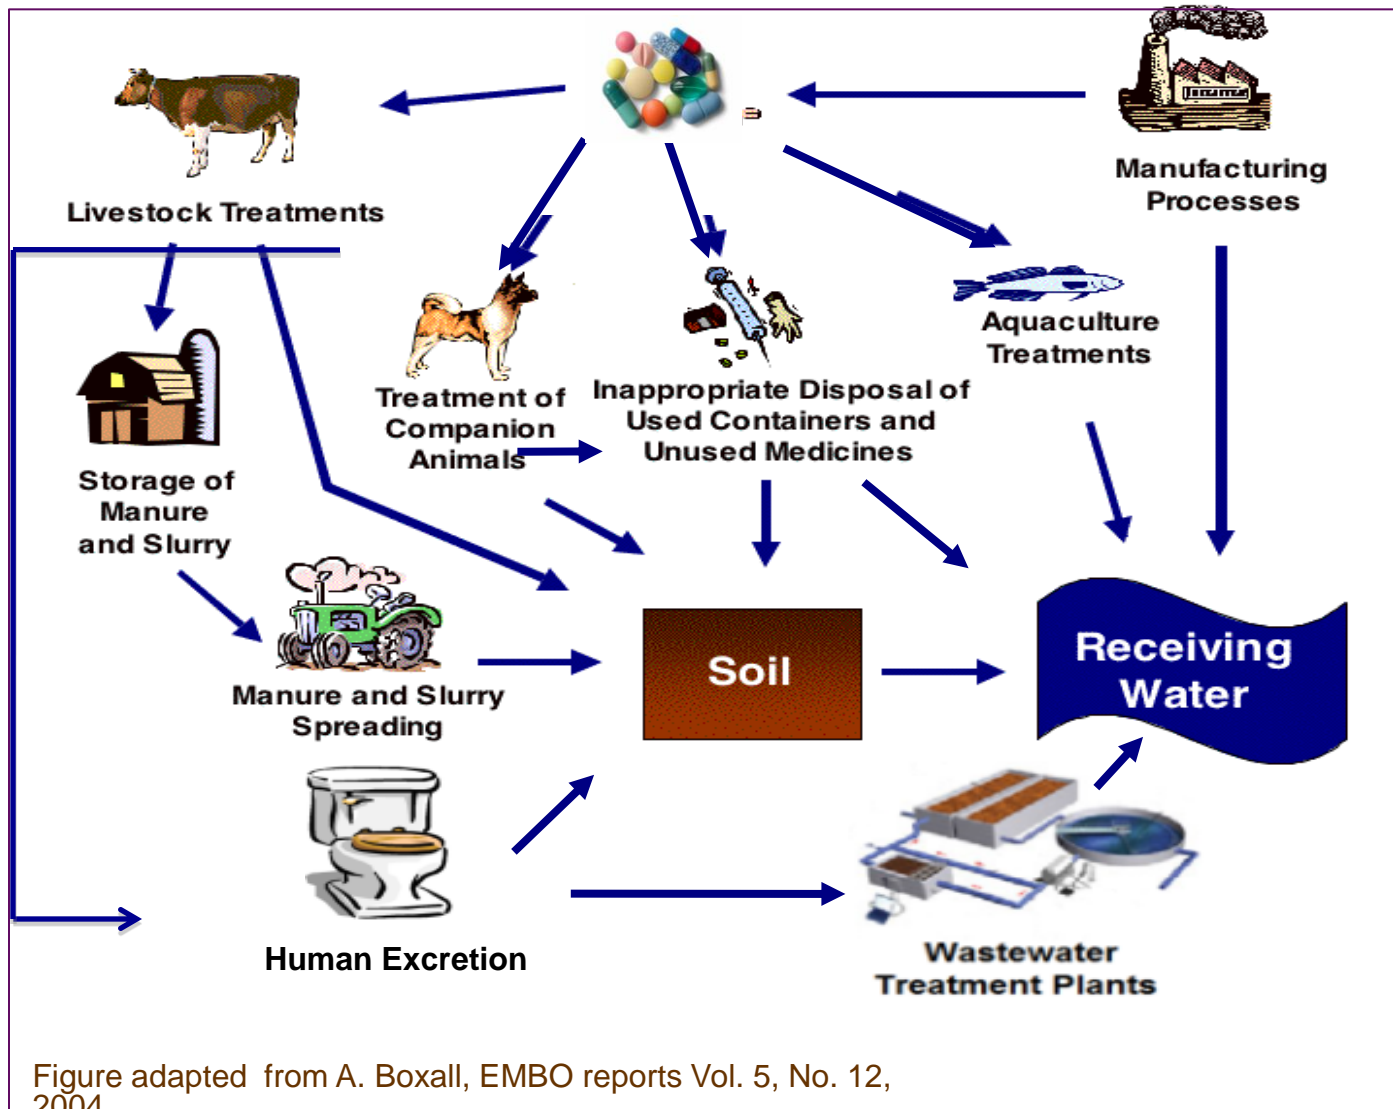 Manufacturing
Processes
Livestock Treatments
Aquaculture
Treatments
Treatment of
Companion
Animals
Inappropriate Disposal of
Used Containers and
Unused Medicines
Storage of
Manure
and Slurry
Soil
Receiving
Water
Manure and Slurry
Spreading
Human Excretion
Wastewater
Treatment Plants
Figure adapted  from A. Boxall, EMBO reports Vol. 5, No. 12,
2004